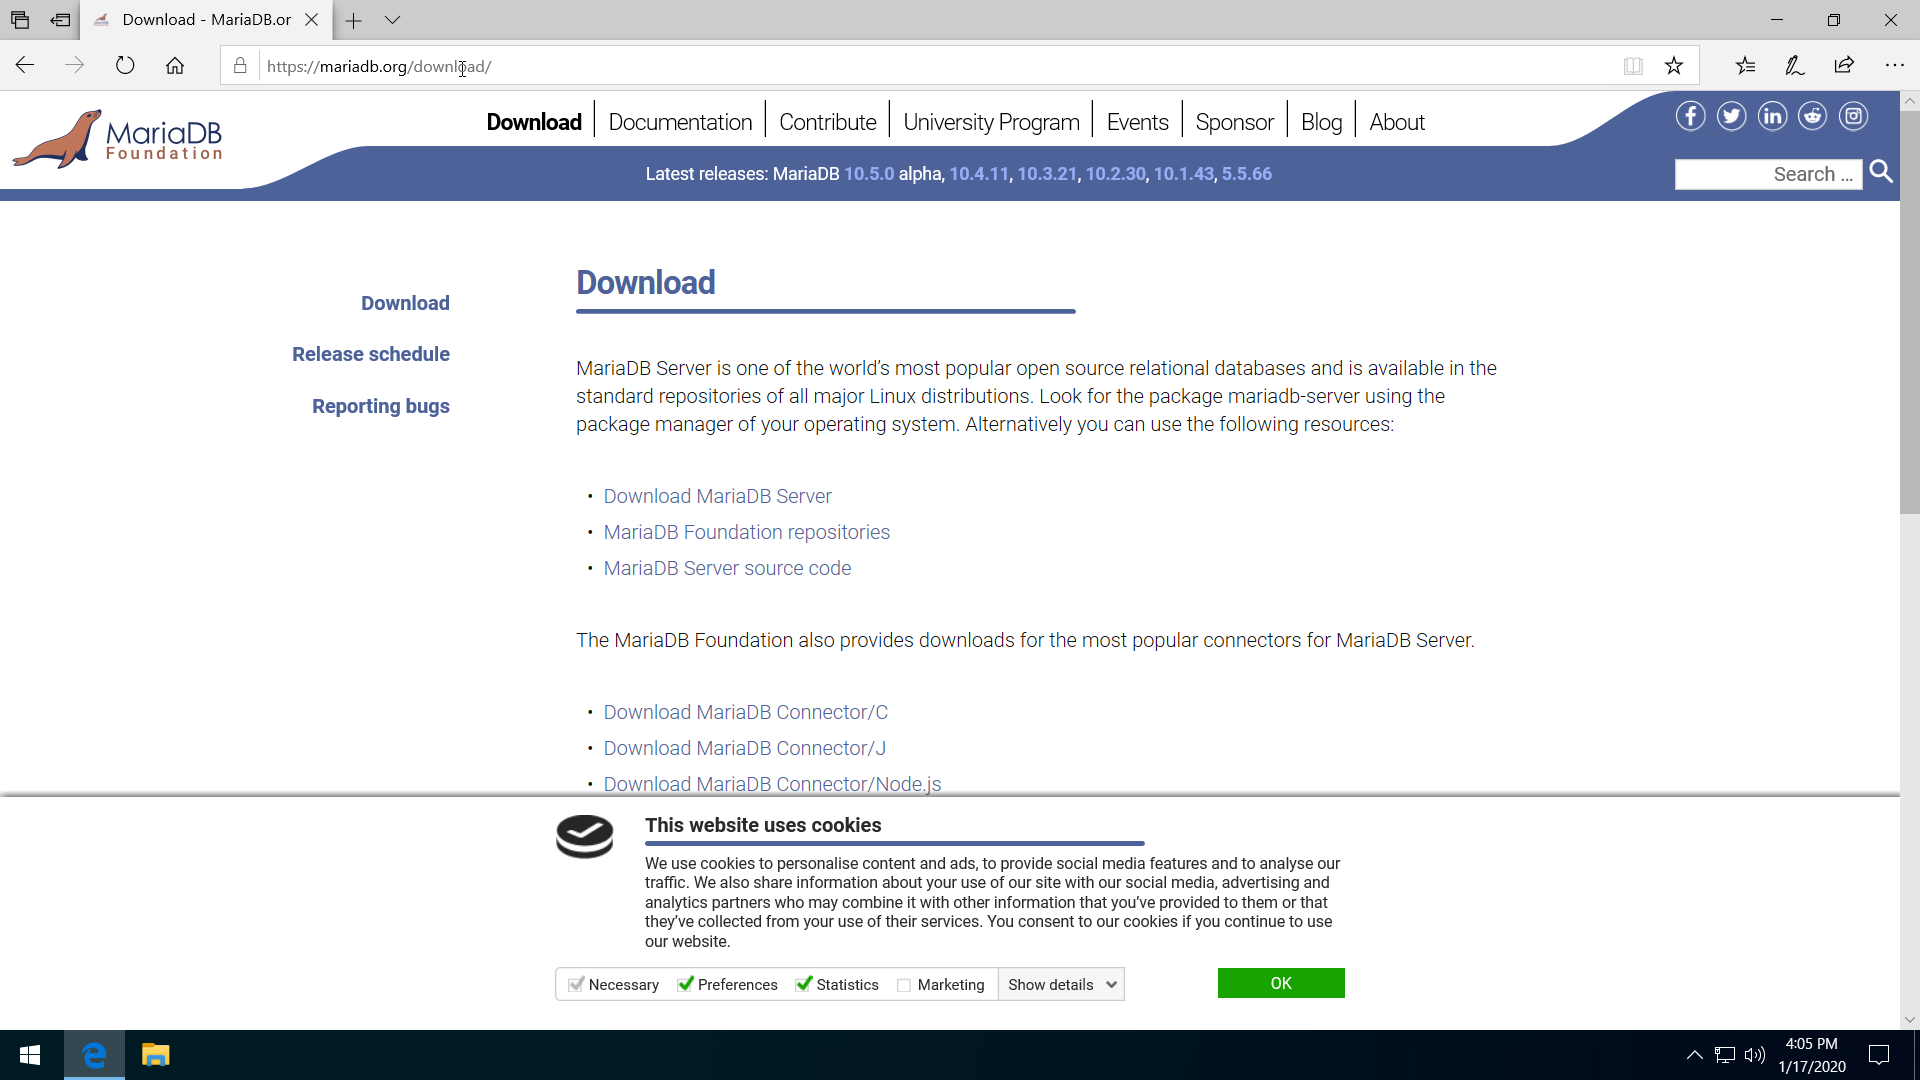 Download - MariaDB.or
https://mariadb.org/download/
MariaDB
Foundation
Download
Documentation
Contribute
University Program
Events
Sponsor
Blog
About
Latest releases: MariaDB 10.5.0 alpha, 10.4.11, 10.3.21, 10.2.30, 10.1.43, 5.5.66
Search ...
Download
Release schedule
Reporting bugs
Download
MariaDB Server is one of the world’s most popular open source relational databases and is available in the
standard repositories of all major Linux distributions. Look for the package mariadb-server using the
package manager of your operating system. Alternatively you can use the following resources:
• Download MariaDB Server
• MariaDB Foundation repositories
• MariaDB Server source code
The MariaDB Foundation also provides downloads for the most popular connectors for MariaDB Server.
• Download MariaDB Connector/C
• Download MariaDB Connector/J
• Download MariaDB Connector/Node.js
This website uses cookies
We use cookies to personalise content and ads, to provide social media features and to analyse our
traffic. We also share information about your use of our site with our social media, advertising and
analytics partners who may combine it with other information that you’ve provided to them or that
they’ve collected from your use of their services. You consent to our cookies if you continue to use
our website.
Necessary
Preferences
Statistics
Marketing
Show details
OK
4:05 PM
1/17/2020